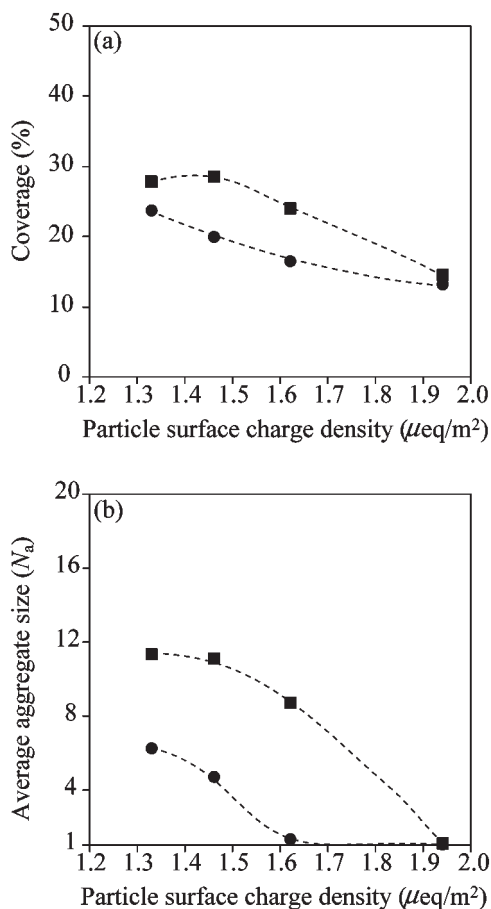 (a)
50
40
30
20
10
0
Coverage (%)
1.2 1.3 1.4 1.5 1.6 1.7 1.8 1.9 2.0
Particle surface charge density (μeq/m²)
(b)
20
16
12
8
4
1
Average aggregate size (Nₐ)
1.2 1.3 1.4 1.5 1.6 1.7 1.8 1.9 2.0
Particle surface charge density (μeq/m²)